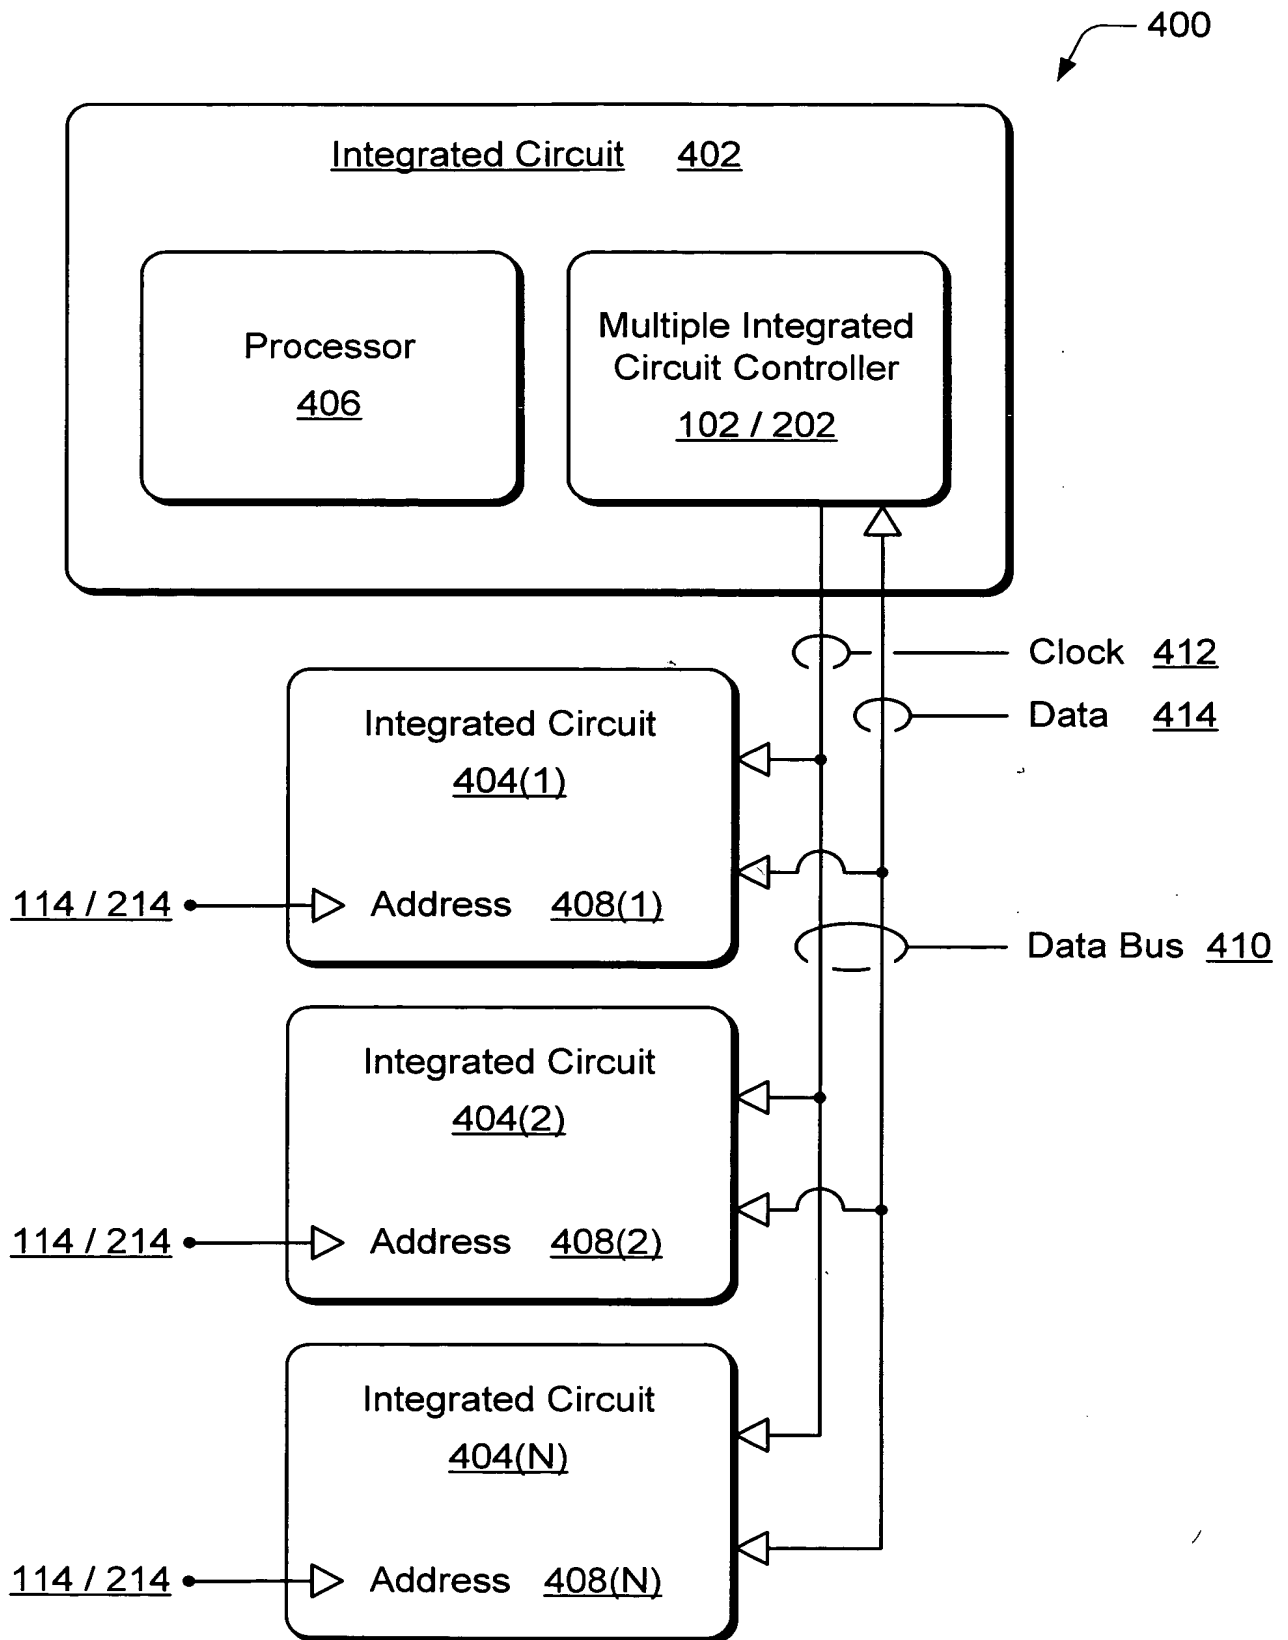 400
Integrated Circuit 402
Processor
406
Multiple Integrated
Circuit Controller
102 / 202
Clock 412
Data 414
Integrated Circuit
404(1)
114 / 214
Address 408(1)
Data Bus 410
Integrated Circuit
404(2)
114 / 214
Address 408(2)
Integrated Circuit
404(N)
114 / 214
Address 408(N)